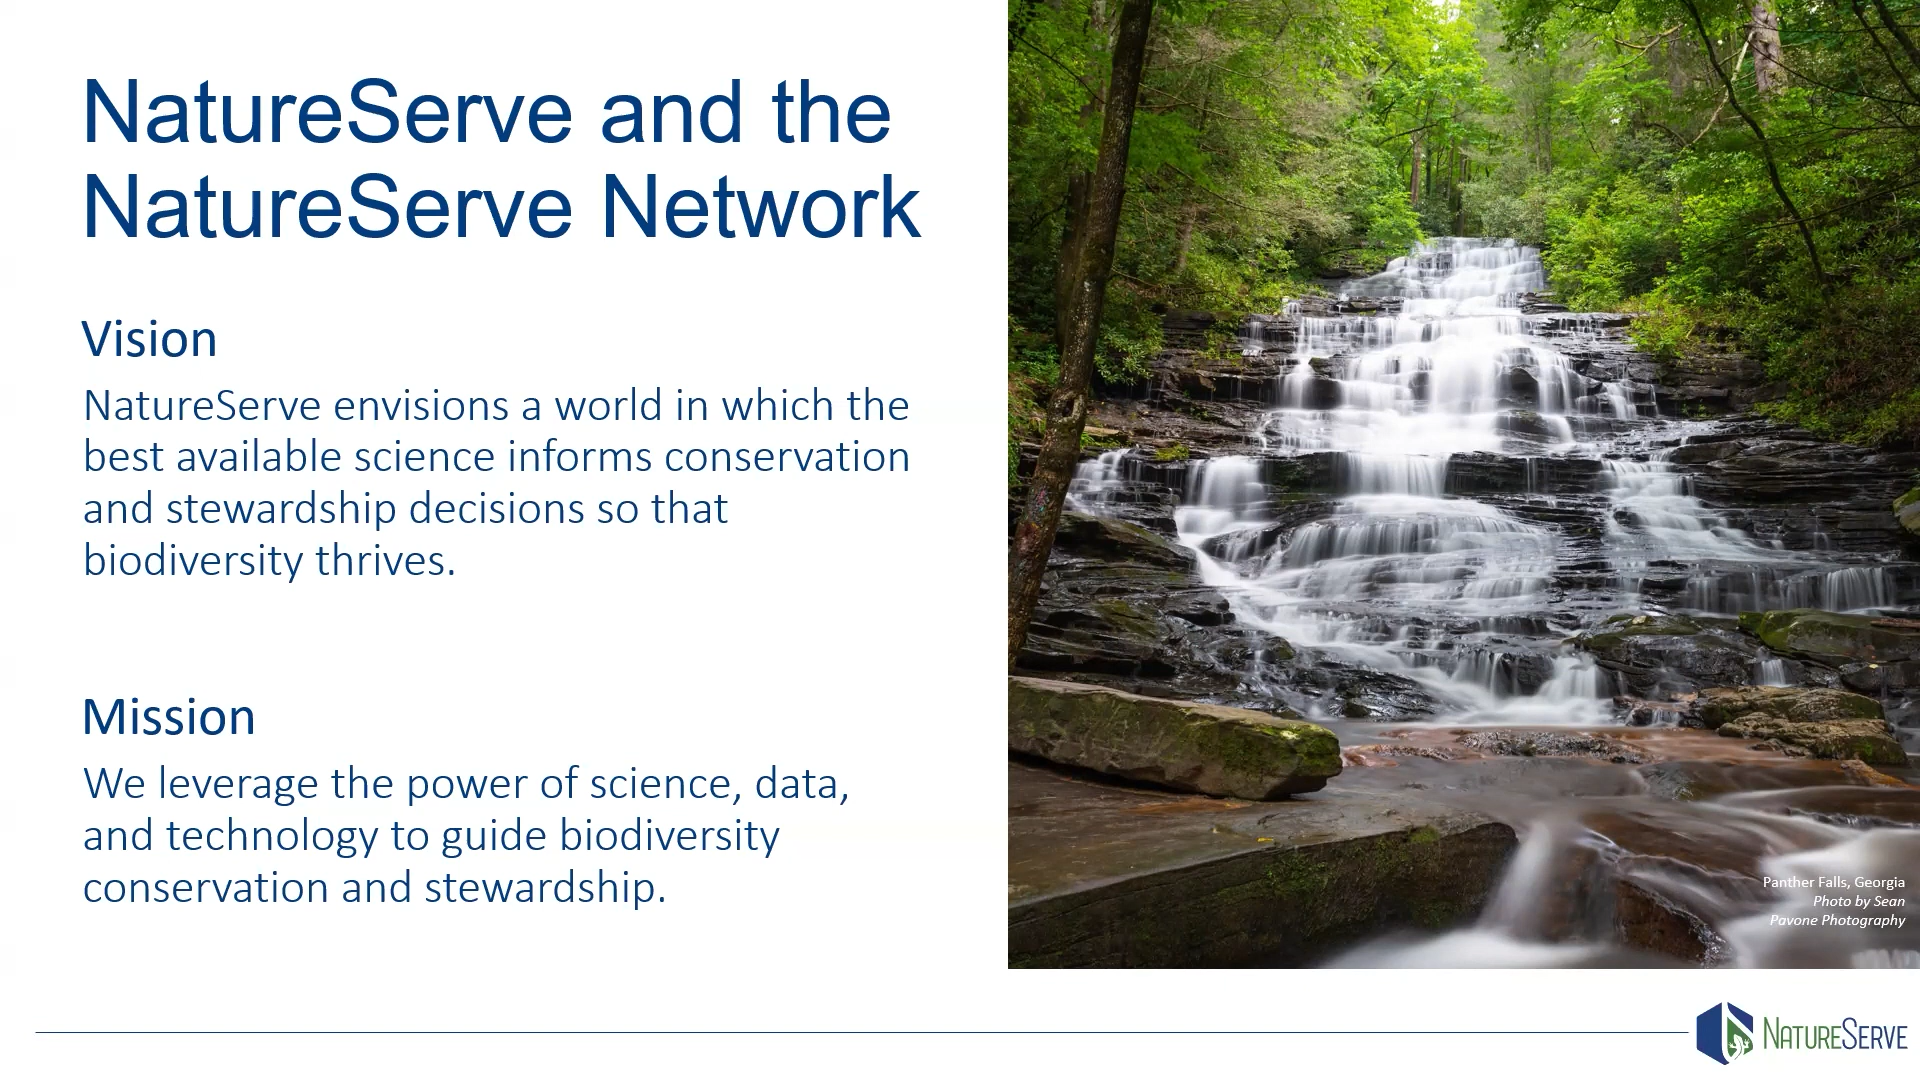 NatureServe and the
NatureServe Network
Vision
NatureServe envisions a world in which the
best available science informs conservation
and stewardship decisions so that
biodiversity thrives.
Mission
We leverage the power of science, data,
and technology to guide biodiversity
conservation and stewardship.
Panther Falls, Georgia
Photo by Sean
Pavone Photography
NATURESERVE